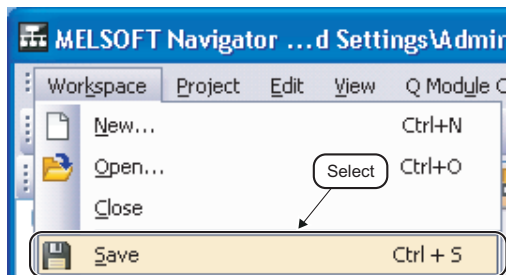 MELSOFT Navigator ...d Settings\Admin
Workspace Project Edit View Q Module C
New... Ctrl+N
Open... Ctrl+O
Select
Close
Save Ctrl + S